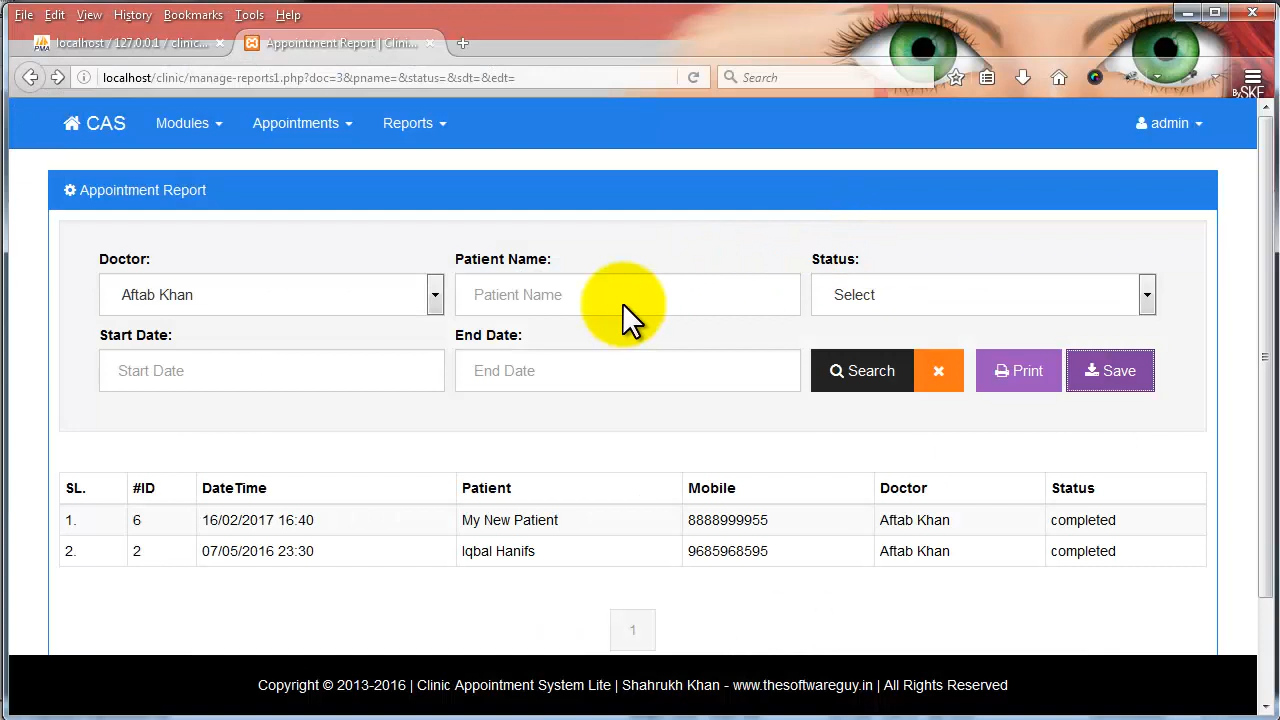 File Edit View History Bookmarks Tools Help
PMA localhost / 127.0.0.1 / clinic... Appointment Report | Clini...
localhost/clinic/manage-reports1.php?doc=3&pname=&status=&sdt=&edt= Search
By SKE
CAS Modules Appointments Reports admin
Appointment Report
Doctor: Patient Name: Status:
Aftab Khan Patient Name Select
Start Date: End Date:
Start Date End Date Search Print Save
SL. #ID DateTime Patient Mobile Doctor Status
1. 6 16/02/2017 16:40 My New Patient 8888999955 Aftab Khan completed
2. 2 07/05/2016 23:30 Iqbal Hanifs 9685968595 Aftab Khan completed
1
Copyright © 2013-2016 | Clinic Appointment System Lite | Shahrukh Khan - www.thesoftwareguy.in | All Rights Reserved